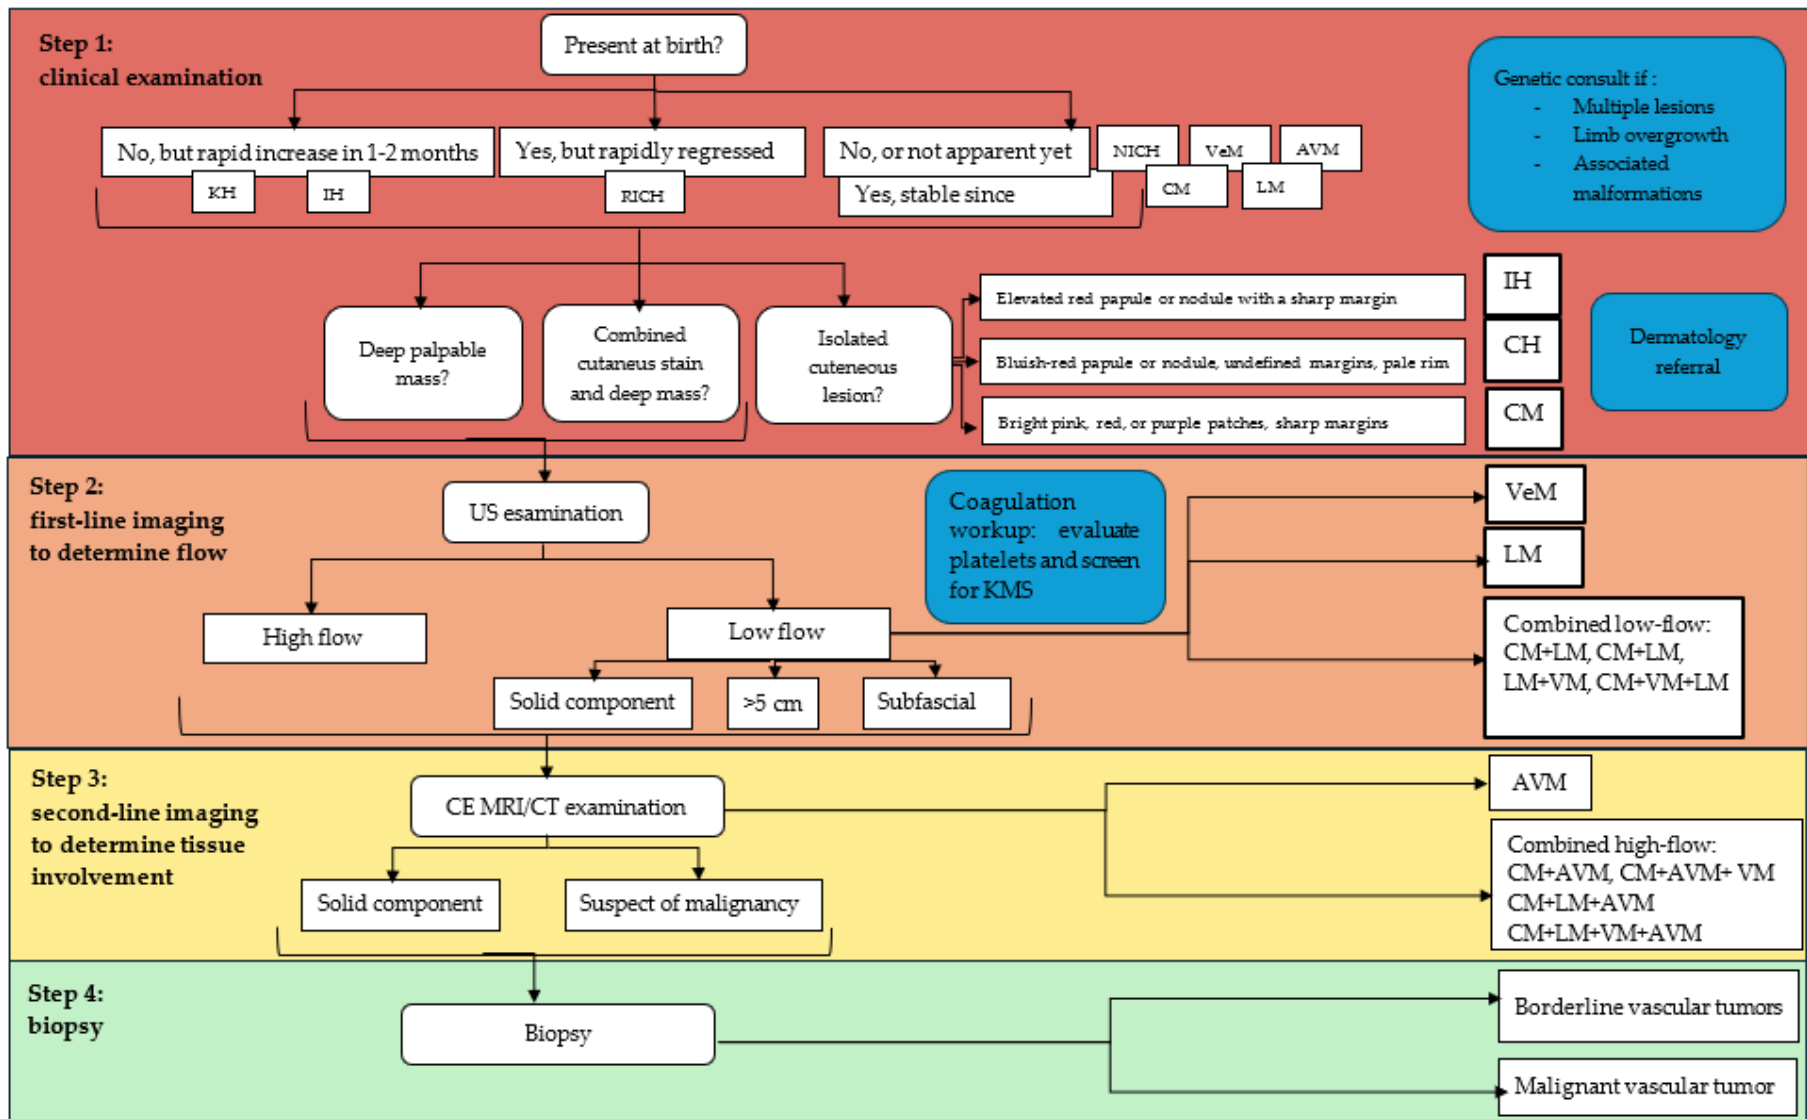 Step 1:
clinical examination
Present at birth?
Genetic consult if :
- Multiple lesions
- Limb overgrowth
- Associated
malformations
No, but rapid increase in 1-2 months
KH
IH
Yes, but rapidly regressed
RICH
No, or not apparent yet
Yes, stable since
NICH
VeM
AVM
CM
LM
Deep palpable
mass?
Combined
cutaneus stain
and deep mass?
Isolated
cuteneous
lesion?
Elevated red papule or nodule with a sharp margin
IH
Bluish-red papule or nodule, undefined margins, pale rim
CH
Bright pink, red, or purple patches, sharp margins
CM
Dermatology
referral
Step 2:
first-line imaging
to determine flow
US esamination
Coagulation
workup: evaluate
platelets and screen
for KMS
High flow
Low flow
Solid component
>5 cm
Subfascial
VeM
LM
Combined low-flow:
CM+LM, CM+LM,
LM+VM, CM+VM+LM
Step 3:
second-line imaging
to determine tissue
involvement
CE MRI/CT examination
Solid component
Suspect of malignancy
AVM
Combined high-flow:
CM+AVM, CM+AVM+ VM
CM+LM+AVM
CM+LM+VM+AVM
Step 4:
biopsy
Biopsy
Borderline vascular tumors
Malignant vascular tumor